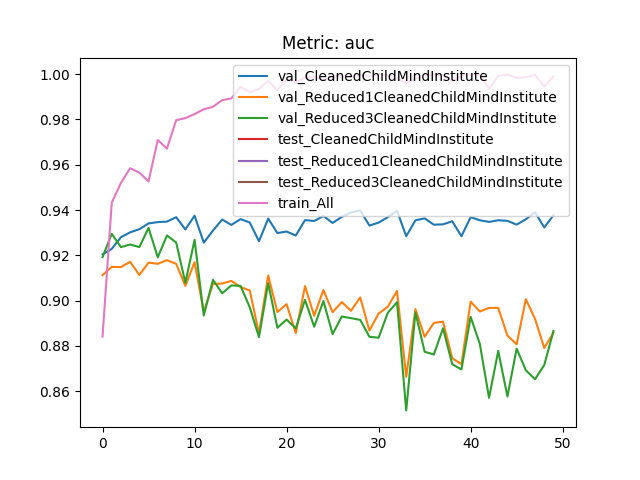 Metric: auc
1.00
0.98
0.96
0.94
0.92
0.90
0.88
0.86
val_CleanedChildMindInstitute
val_Reduced1CleanedChildMindInstitute
val_Reduced3CleanedChildMindInstitute
test_CleanedChildMindInstitute
test_Reduced1CleanedChildMindInstitute
test_Reduced3CleanedChildMindInstitute
train_All
0 10 20 30 40 50